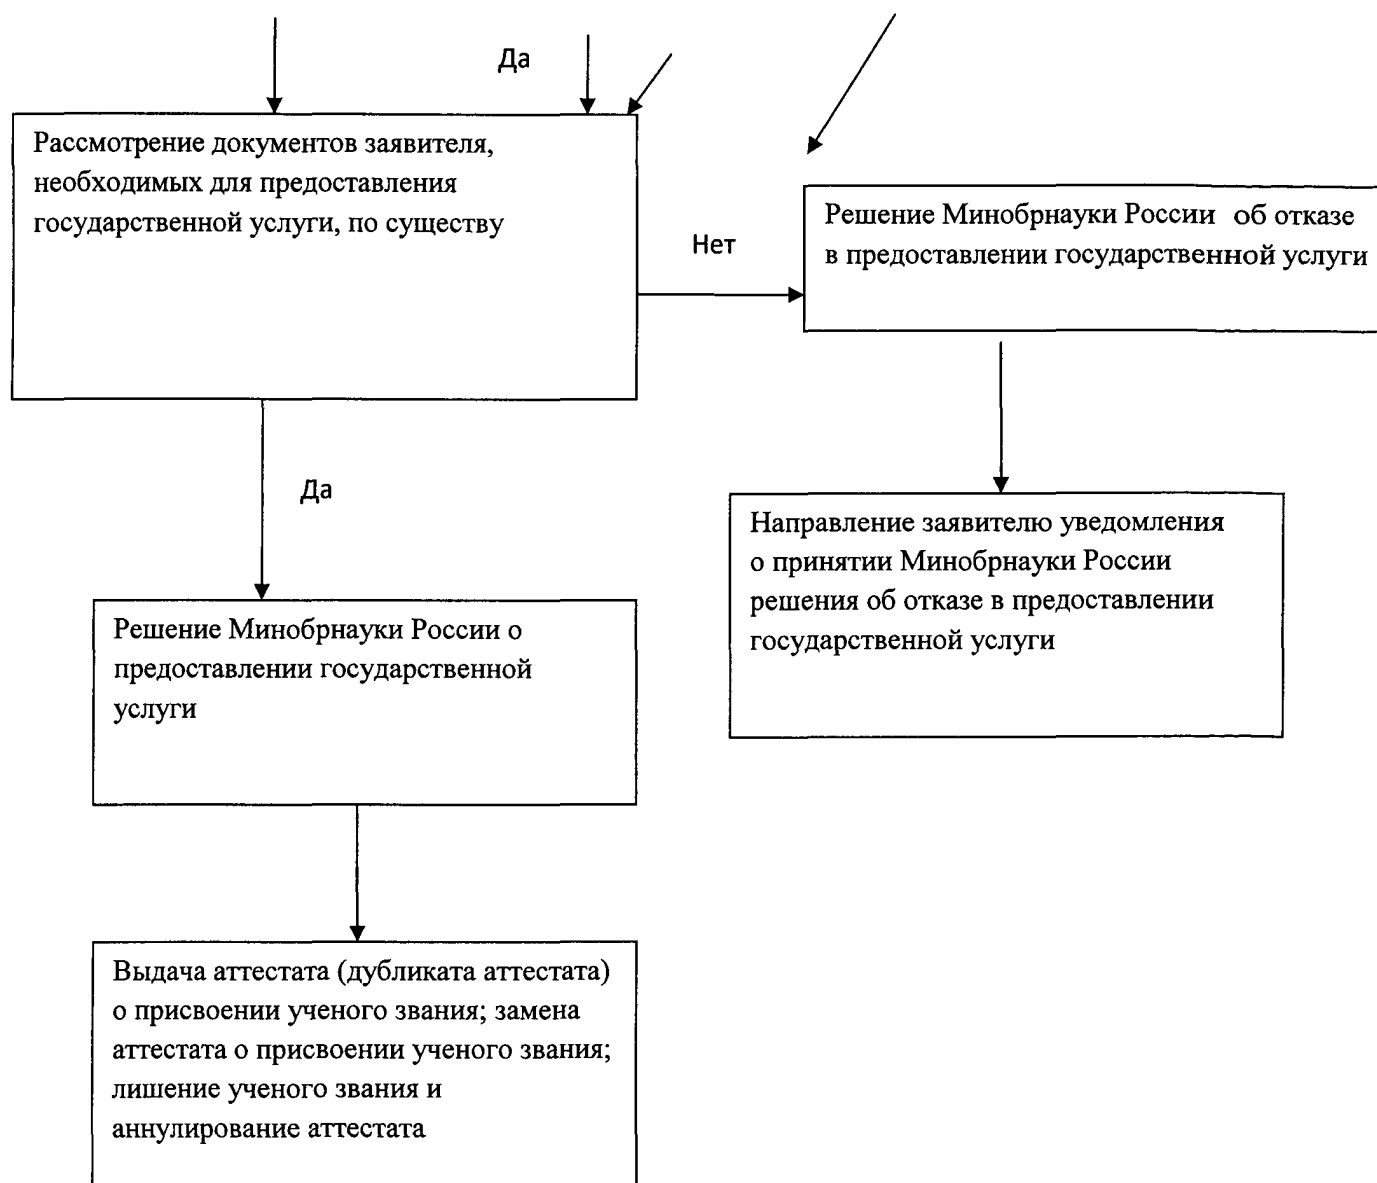 Да
Рассмотрение документов заявителя,
необходимых для предоставления
государственной услуги, по существу
Нет
Решение Минобрнауки России об отказе
в предоставлении государственной услуги
Да
Направление заявителю уведомления
о принятии Минобрнауки России
решения об отказе в предоставлении
государственной услуги
Решение Минобрнауки России о
предоставлении государственной
услуги
Выдача аттестата (дубликата аттестата)
о присвоении ученого звания; замена
аттестата о присвоении ученого звания;
лишение ученого звания и
аннулирование аттестата